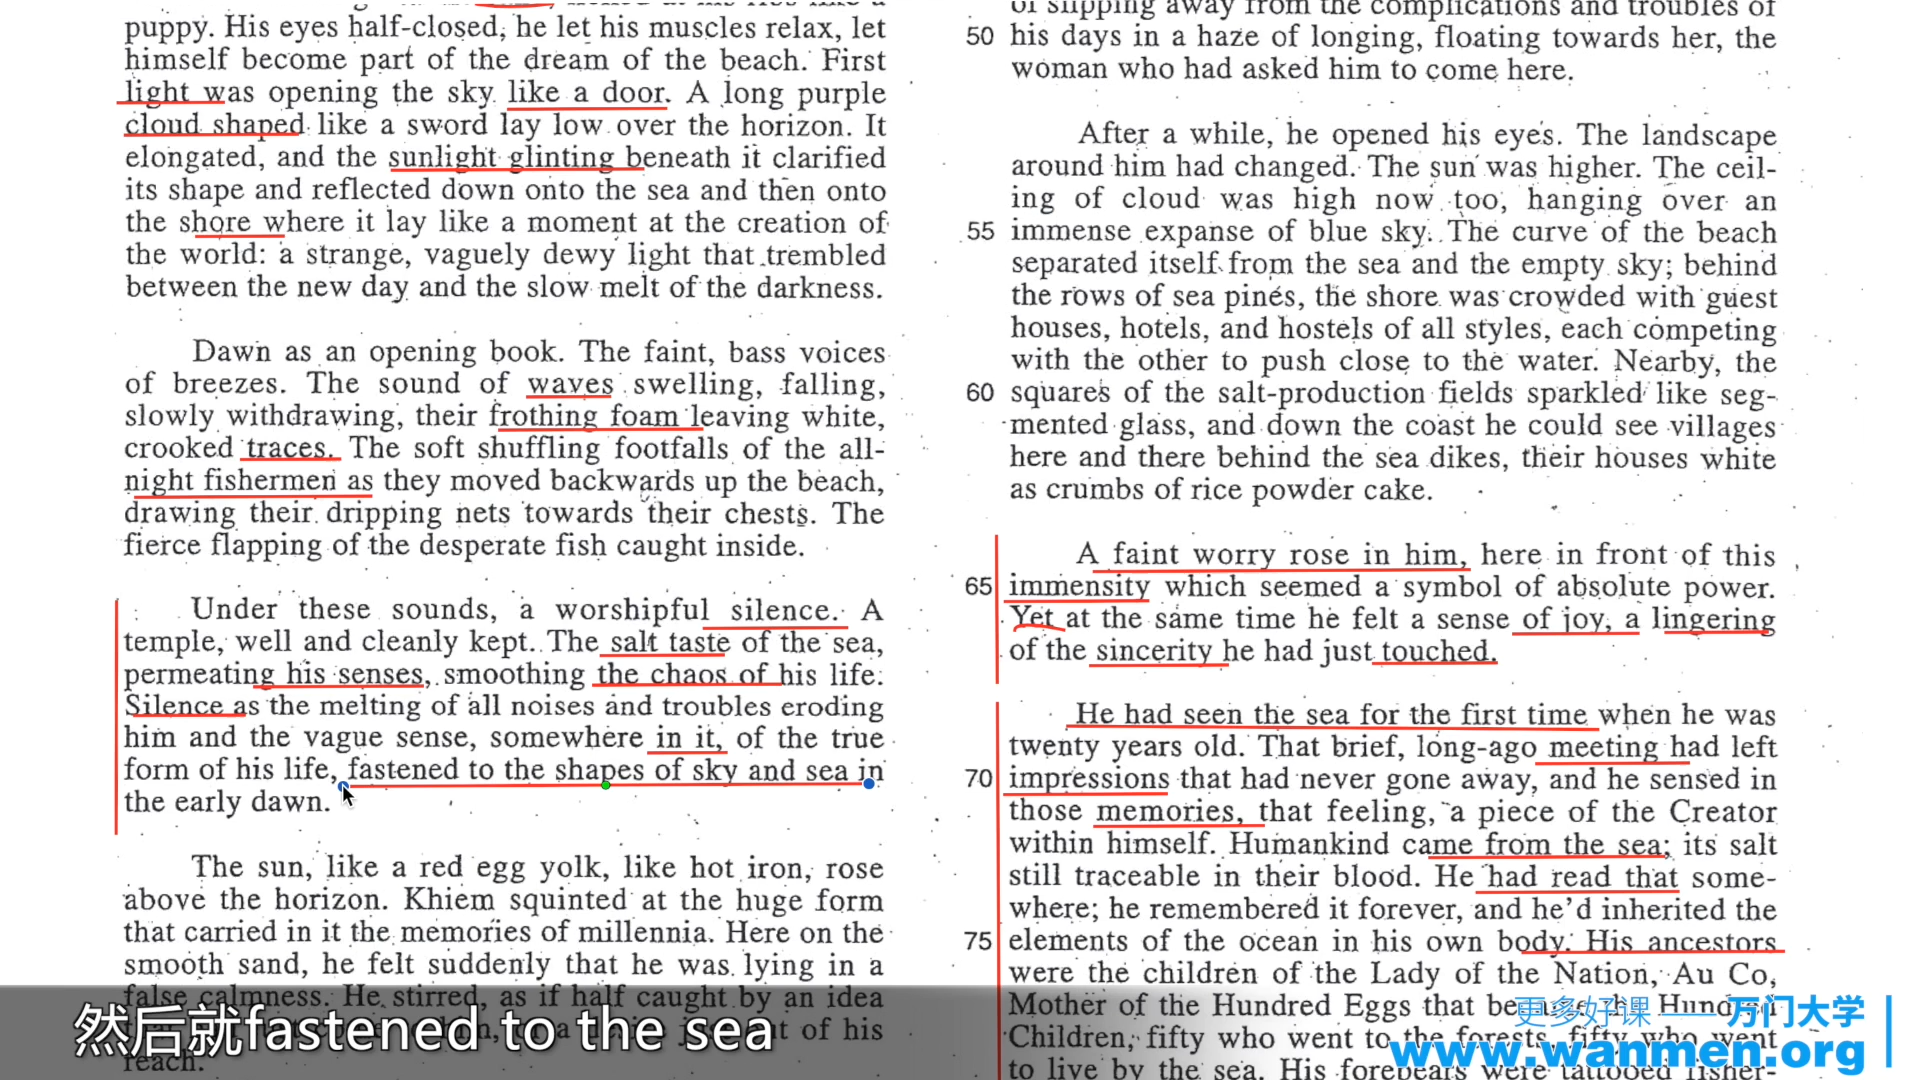 puppy. His eyes half-closed, he let his muscles relax, let
himself become part of the dream of the beach. First
light was opening the sky like a door. A long purple
cloud shaped like a sword lay low over the horizon. It
elongated, and the sunlight glinting beneath it clarified
its shape and reflected down onto the sea and then onto
the shore where it lay like a moment at the creation of
the world: a strange, vaguely dewy light that trembled
between the new day and the slow melt of the darkness.
Dawn as an opening book. The faint, bass voices
of breezes. The sound of waves swelling, falling,
slowly withdrawing, their frothing foam leaving white,
crooked traces. The soft shuffling footfalls of the all-
night fishermen as they moved backwards up the beach,
drawing their dripping nets towards their chests. The
fierce flapping of the desperate fish caught inside.
Under these sounds, a worshipful silence. A
temple, well and cleanly kept. The salt taste of the sea,
permeating his senses, smoothing the chaos of his life.
Silence as the melting of all noises and troubles eroding
him and the vague sense, somewhere in it, of the true
form of his life, fastened to the shapes of sky and sea in
the early dawn.
The sun, like a red egg yolk, like hot iron, rose
above the horizon. Khiem squinted at the huge form
that carried in it the memories of millennia. Here on the
smooth sand, he felt suddenly that he was lying in a
false calmness. He stirred, as if half caught by an idea
of his
reach.
of slipping away from the complications and troubles of
50 his days in a haze of longing, floating towards her, the
woman who had asked him to come here.
After a while, he opened his eyes. The landscape
around him had changed. The sun was higher. The ceil-
ing of cloud was high now too, hanging over an
55 immense expanse of blue sky. The curve of the beach
separated itself from the sea and the empty sky; behind
the rows of sea pines, the shore was crowded with guest
houses, hotels, and hostels of all styles, each competing
with the other to push close to the water. Nearby, the
60 squares of the salt-production fields sparkled like seg-
mented glass, and down the coast he could see villages
here and there behind the sea dikes, their houses white
as crumbs of rice powder cake.
A faint worry rose in him, here in front of this
65 immensity which seemed a symbol of absolute power.
Yet at the same time he felt a sense of joy, a lingering
of the sincerity he had just touched.
He had seen the sea for the first time when he was
twenty years old. That brief, long-ago meeting had left
70 impressions that had never gone away, and he sensed in
those memories, that feeling, a piece of the Creator
within himself. Humankind came from the sea; its salt
still traceable in their blood. He had read that some-
where; he remembered it forever, and he'd inherited the
75 elements of the ocean in his own body. His ancestors
were the children of the Lady of the Nation, Au Co,
Mother of the Hundred Eggs that
Children, fifty who went to the forests, fifty who went
to live by the sea. His forebears were tattooed fisher-
然后就fastened to the sea
更多好课 —— 万门大学
www.wanmen.org